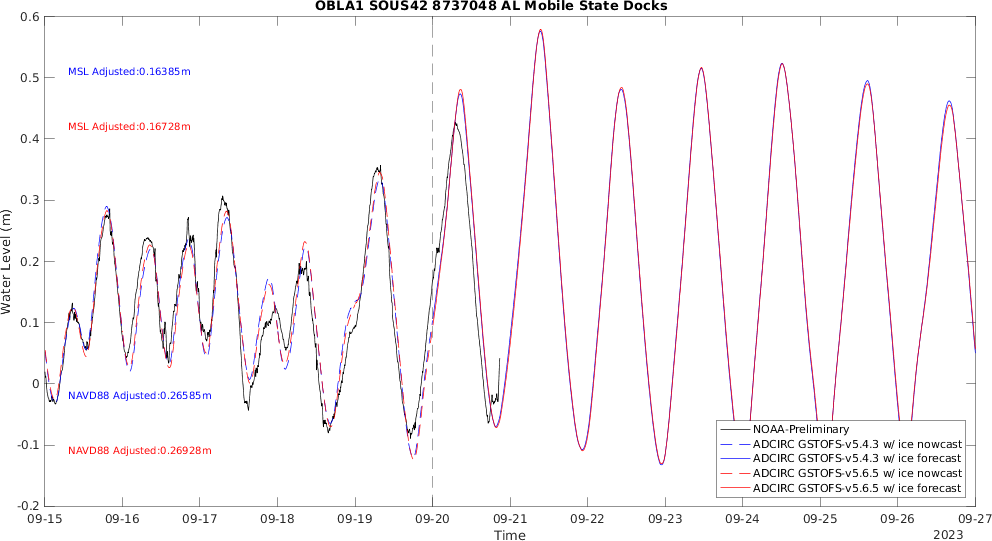 OBLA1 SOUS42 8737048 AL Mobile State Docks
0.6
0.5
0.4
0.3
0.2
0.1
0
-0.1
-0.2
Water Level (m)
MSL Adjusted:0.16385m
MSL Adjusted:0.16728m
NAVD88 Adjusted:0.26585m
NAVD88 Adjusted:0.26928m
NOAA-Preliminary
ADCIRC GSTOFS-v5.4.3 w/ ice nowcast
ADCIRC GSTOFS-v5.4.3 w/ ice forecast
ADCIRC GSTOFS-v5.6.5 w/ ice nowcast
ADCIRC GSTOFS-v5.6.5 w/ ice forecast
09-15 09-16 09-17 09-18 09-19 09-20 09-21 09-22 09-23 09-24 09-25 09-26 09-27
Time
2023